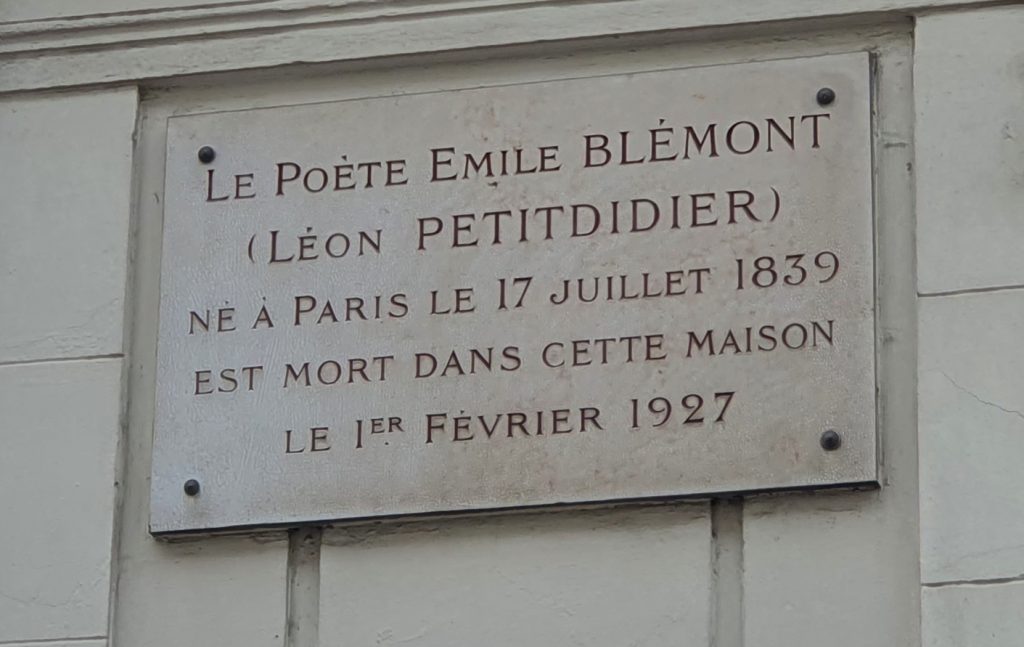 LE POÈTE EMILE BLÉMONT
(LÉON PETITDIDIER)
NÉ À PARIS LE 17 JUILLET 1839
EST MORT DANS CETTE MAISON
LE 1ER FÉVRIER 1927